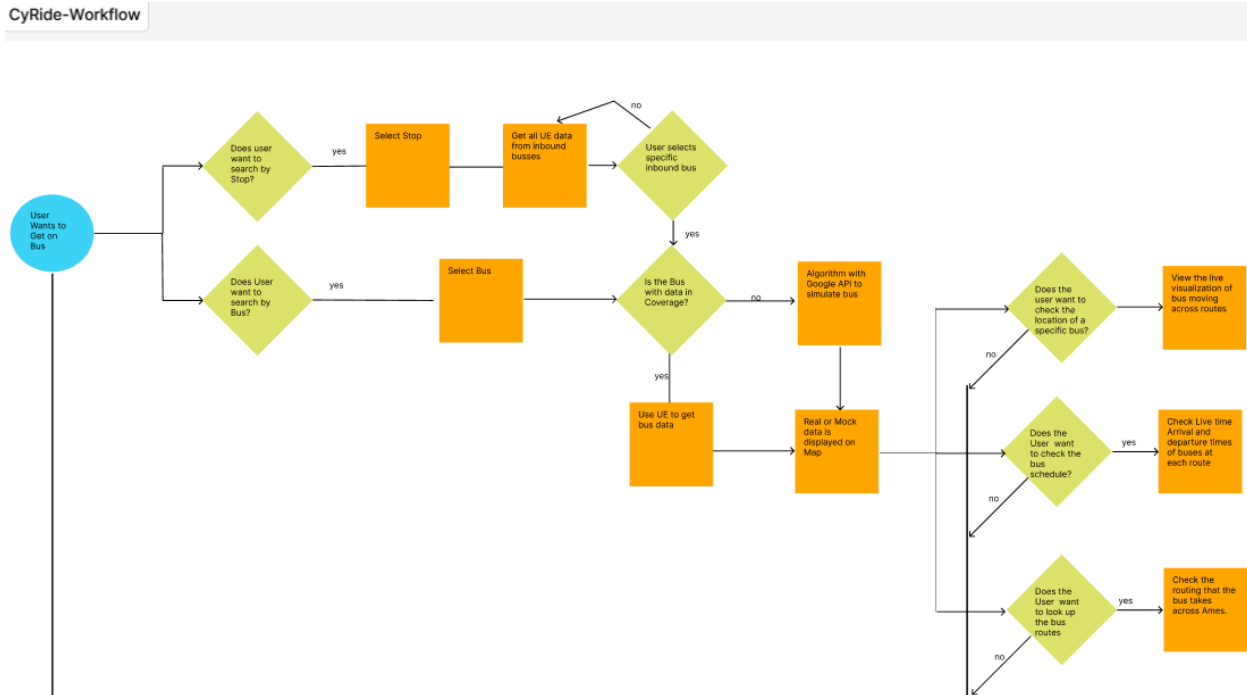 CyRide-Workflow
User
Wants to
Get on
Bus
Does user
want to
search by
Stop?
yes
Select Stop
Get all UE data
from inbound
busses
no
User selects
specific
inbound bus
yes
Does User
want to
search by
Bus?
yes
Select Bus
Is the Bus
with data in
Coverage?
no
Algorithm with
Google API to
simulate bus
yes
Use UE to get
bus data
Real or Mock
data is
displayed on
Map
Does the
user want to
check the
location of a
specific bus?
no
View the live
visualization of
bus moving
across routes
Does the
User want
to check the
bus
schedule?
yes
no
Check Live time
Arrival and
departure times
of buses at
each route
Does the
User want
to look up
the bus
routes
yes
no
Check the
routing that the
bus takes
across Ames.